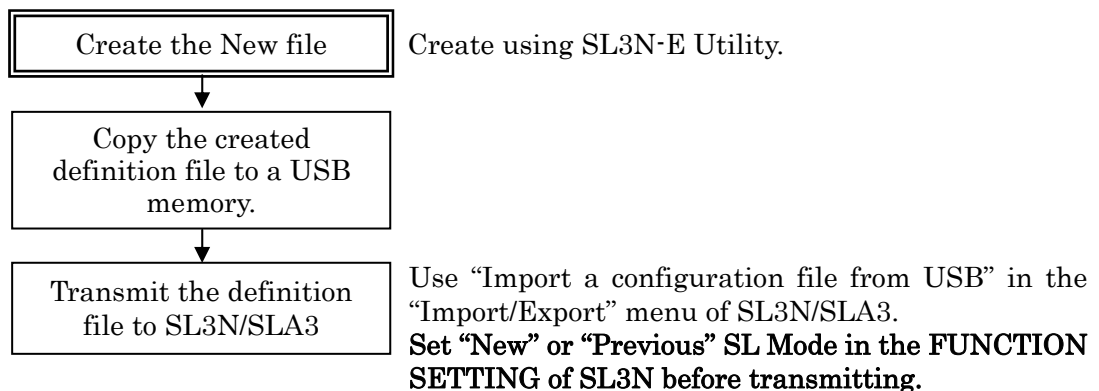 Create the New file
Create using SL3N-E Utility.
Copy the created
definition file to a USB
memory.
Transmit the definition
file to SL3N/SLA3
Use “Import a configuration file from USB” in the
“Import/Export” menu of SL3N/SLA3.
Set “New” or “Previous” SL Mode in the FUNCTION
SETTING of SL3N before transmitting.